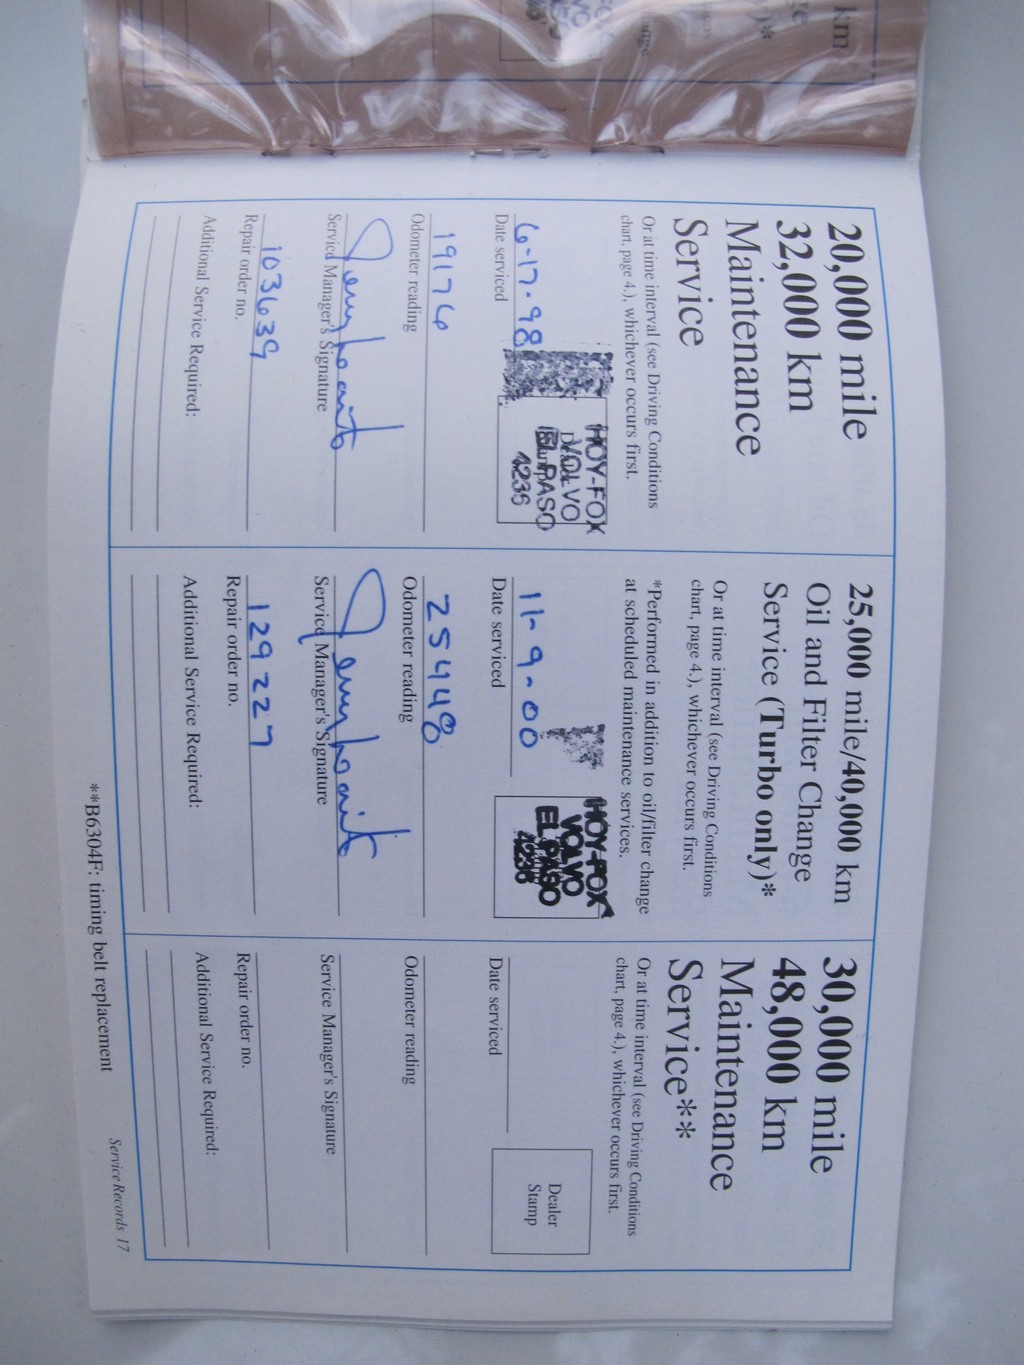 20,000 mile
32,000 km
Maintenance
Service
Or at time interval (see Driving Conditions
chart, page 4.), whichever occurs first.
6-17-98
Date serviced
HOY-FOX
VOLVO
EL PASO
4236
19176
Odometer reading
Service Manager's Signature
103639
Repair order no.
Additional Service Required:
25,000 mile/40,000 km
Oil and Filter Change
Service (Turbo only)*
Or at time interval (see Driving Conditions
chart, page 4.), whichever occurs first.
*Performed in addition to oil/filter change
at scheduled maintenance services.
11-9-00
Date serviced
HOY-FOX
VOLVO
EL PASO
4236
25448
Odometer reading
Service Manager's Signature
129227
Repair order no.
Additional Service Required:
30,000 mile
48,000 km
Maintenance
Service**
Or at time interval (see Driving Conditions
chart, page 4.), whichever occurs first.
Date serviced
Dealer
Stamp
Odometer reading
Service Manager's Signature
Repair order no.
Additional Service Required:
**B6304F: timing belt replacement
Service Records 17
km